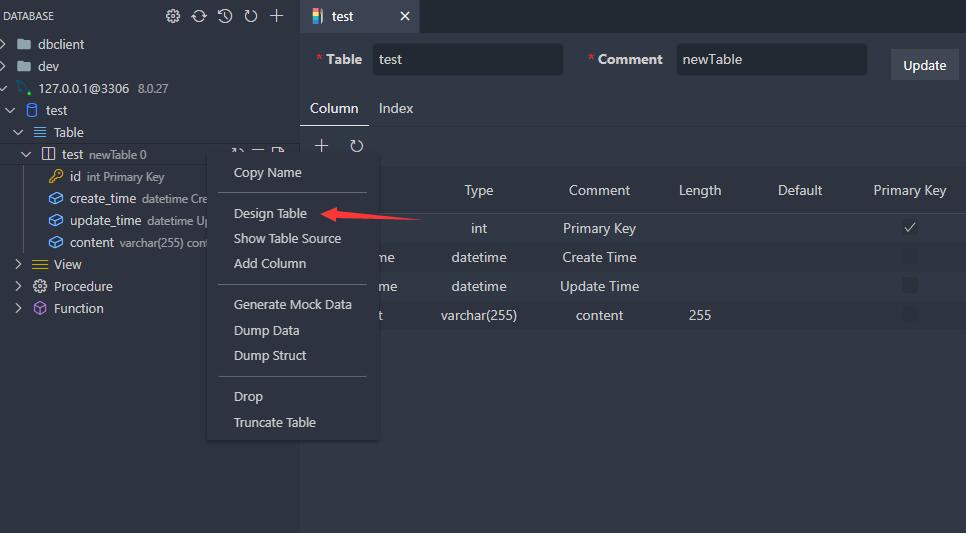 DATABASE
test
dbclient
dev
127.0.0.1@3306 8.0.27
test
Table
test newTable 0
id int Primary Key
create_time datetime Cre
update_time datetime Up
content varchar(255) cont
View
Procedure
Function
Copy Name
Design Table
Show Table Source
Add Column
Generate Mock Data
Dump Data
Dump Struct
Drop
Truncate Table
* Table test * Comment newTable Update
Column Index
Type Comment Length Default Primary Key
int Primary Key
me datetime Create Time
me datetime Update Time
t varchar(255) content 255